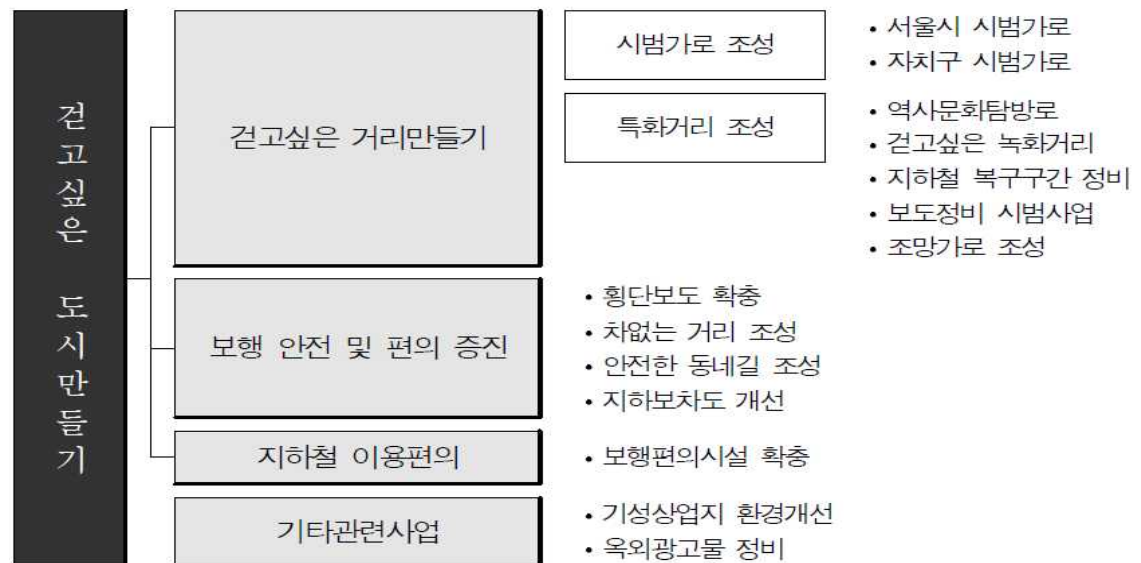 걷고싶은 도시만들기
걷고싶은 거리만들기
시범가로 조성
• 서울시 시범가로
• 자치구 시범가로
특화거리 조성
• 역사문화탐방로
• 걷고싶은 녹화거리
• 지하철 복구구간 정비
• 보도정비 시범사업
• 조망가로 조성
보행 안전 및 편의 증진
• 횡단보도 확충
• 차없는 거리 조성
• 안전한 동네길 조성
• 지하보차도 개선
지하철 이용편의
• 보행편의시설 확충
기타관련사업
• 기성상업지 환경개선
• 옥외광고물 정비